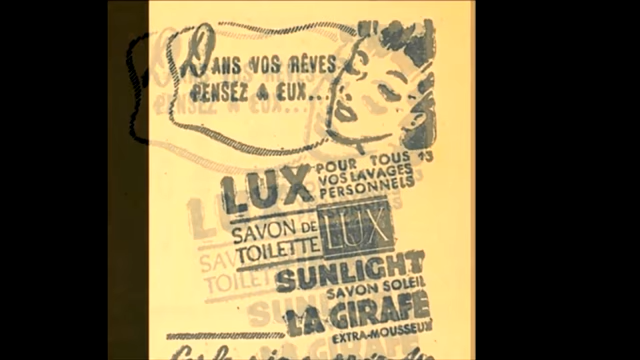 DANS VOS RÊVES
PENSEZ A EUX...
LUX POUR TOUS
VOS LAVAGES
PERSONNELS
13
SAVON DE
TOILETTE LUX
SUNLIGHT
SAVON SOLEIL
LA GIRAFE
EXTRA-MOUSSEUX